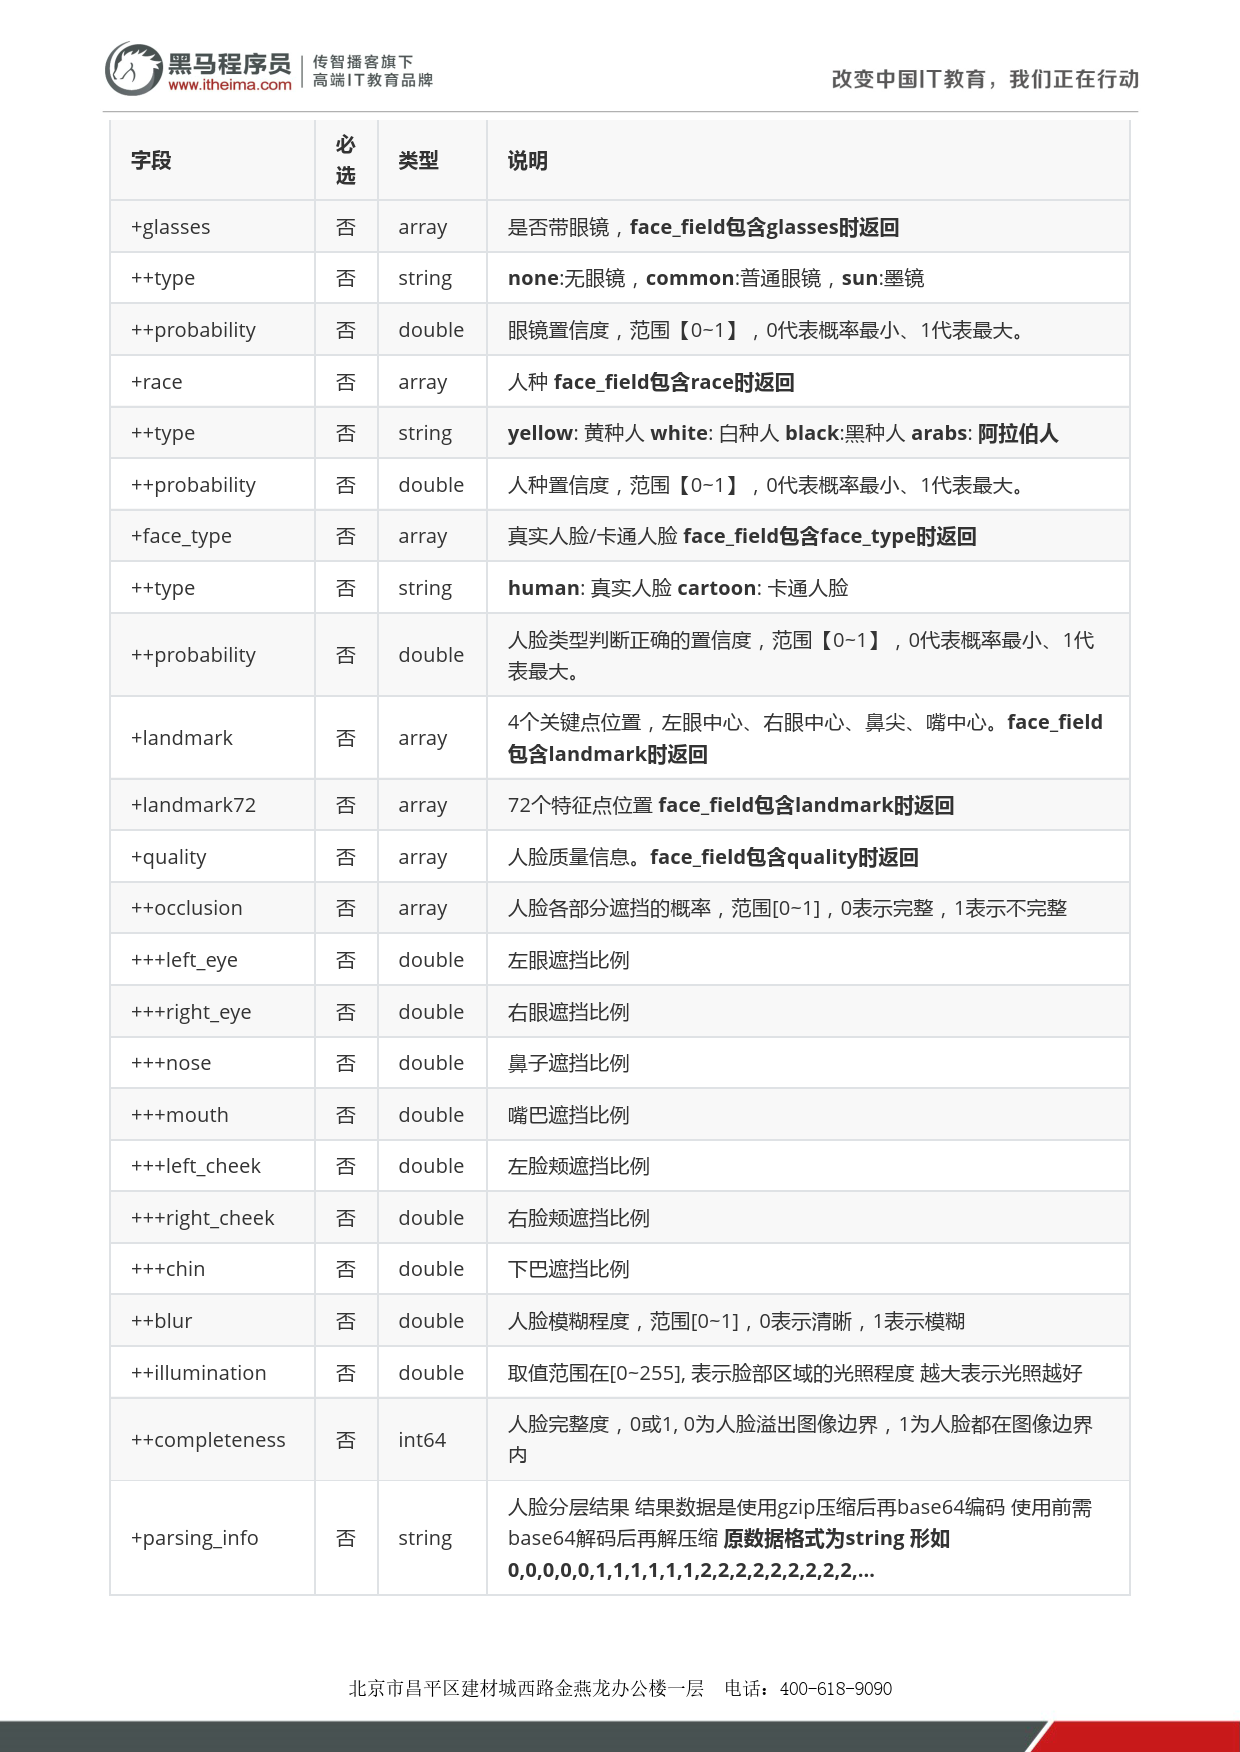 黑马程序员
www.itheima.com
传智播客旗下
高端IT教育品牌
改变中国IT教育，我们正在行动
字段 必选 类型 说明
+glasses 否 array 是否带眼镜，face_field包含glasses时返回
++type 否 string none:无眼镜，common:普通眼镜，sun:墨镜
++probability 否 double 眼镜置信度，范围【0~1】，0代表概率最小、1代表最大。
+race 否 array 人种 face_field包含race时返回
++type 否 string yellow: 黄种人 white: 白种人 black:黑种人 arabs: 阿拉伯人
++probability 否 double 人种置信度，范围【0~1】，0代表概率最小、1代表最大。
+face_type 否 array 真实人脸/卡通人脸 face_field包含face_type时返回
++type 否 string human: 真实人脸 cartoon: 卡通人脸
++probability 否 double 人脸类型判断正确的置信度，范围【0~1】，0代表概率最小、1代
表最大。
+landmark 否 array 4个关键点位置，左眼中心、右眼中心、鼻尖、嘴中心。face_field
包含landmark时返回
+landmark72 否 array 72个特征点位置 face_field包含landmark时返回
+quality 否 array 人脸质量信息。face_field包含quality时返回
++occlusion 否 array 人脸各部分遮挡的概率，范围[0~1]，0表示完整，1表示不完整
+++left_eye 否 double 左眼遮挡比例
+++right_eye 否 double 右眼遮挡比例
+++nose 否 double 鼻子遮挡比例
+++mouth 否 double 嘴巴遮挡比例
+++left_cheek 否 double 左脸颊遮挡比例
+++right_cheek 否 double 右脸颊遮挡比例
+++chin 否 double 下巴遮挡比例
++blur 否 double 人脸模糊程度，范围[0~1]，0表示清晰，1表示模糊
++illumination 否 double 取值范围在[0~255], 表示脸部区域的光照程度 越大表示光照越好
++completeness 否 int64 人脸完整度，0或1, 0为人脸溢出图像边界，1为人脸都在图像边界
内
+parsing_info 否 string 人脸分层结果 结果数据是使用gzip压缩后再base64编码 使用前需
base64解码后再解压缩 原数据格式为string 形如
0,0,0,0,0,1,1,1,1,1,1,2,2,2,2,2,2,2,2,2,...
北京市昌平区建材城西路金燕龙办公楼一层 电话：400-618-9090